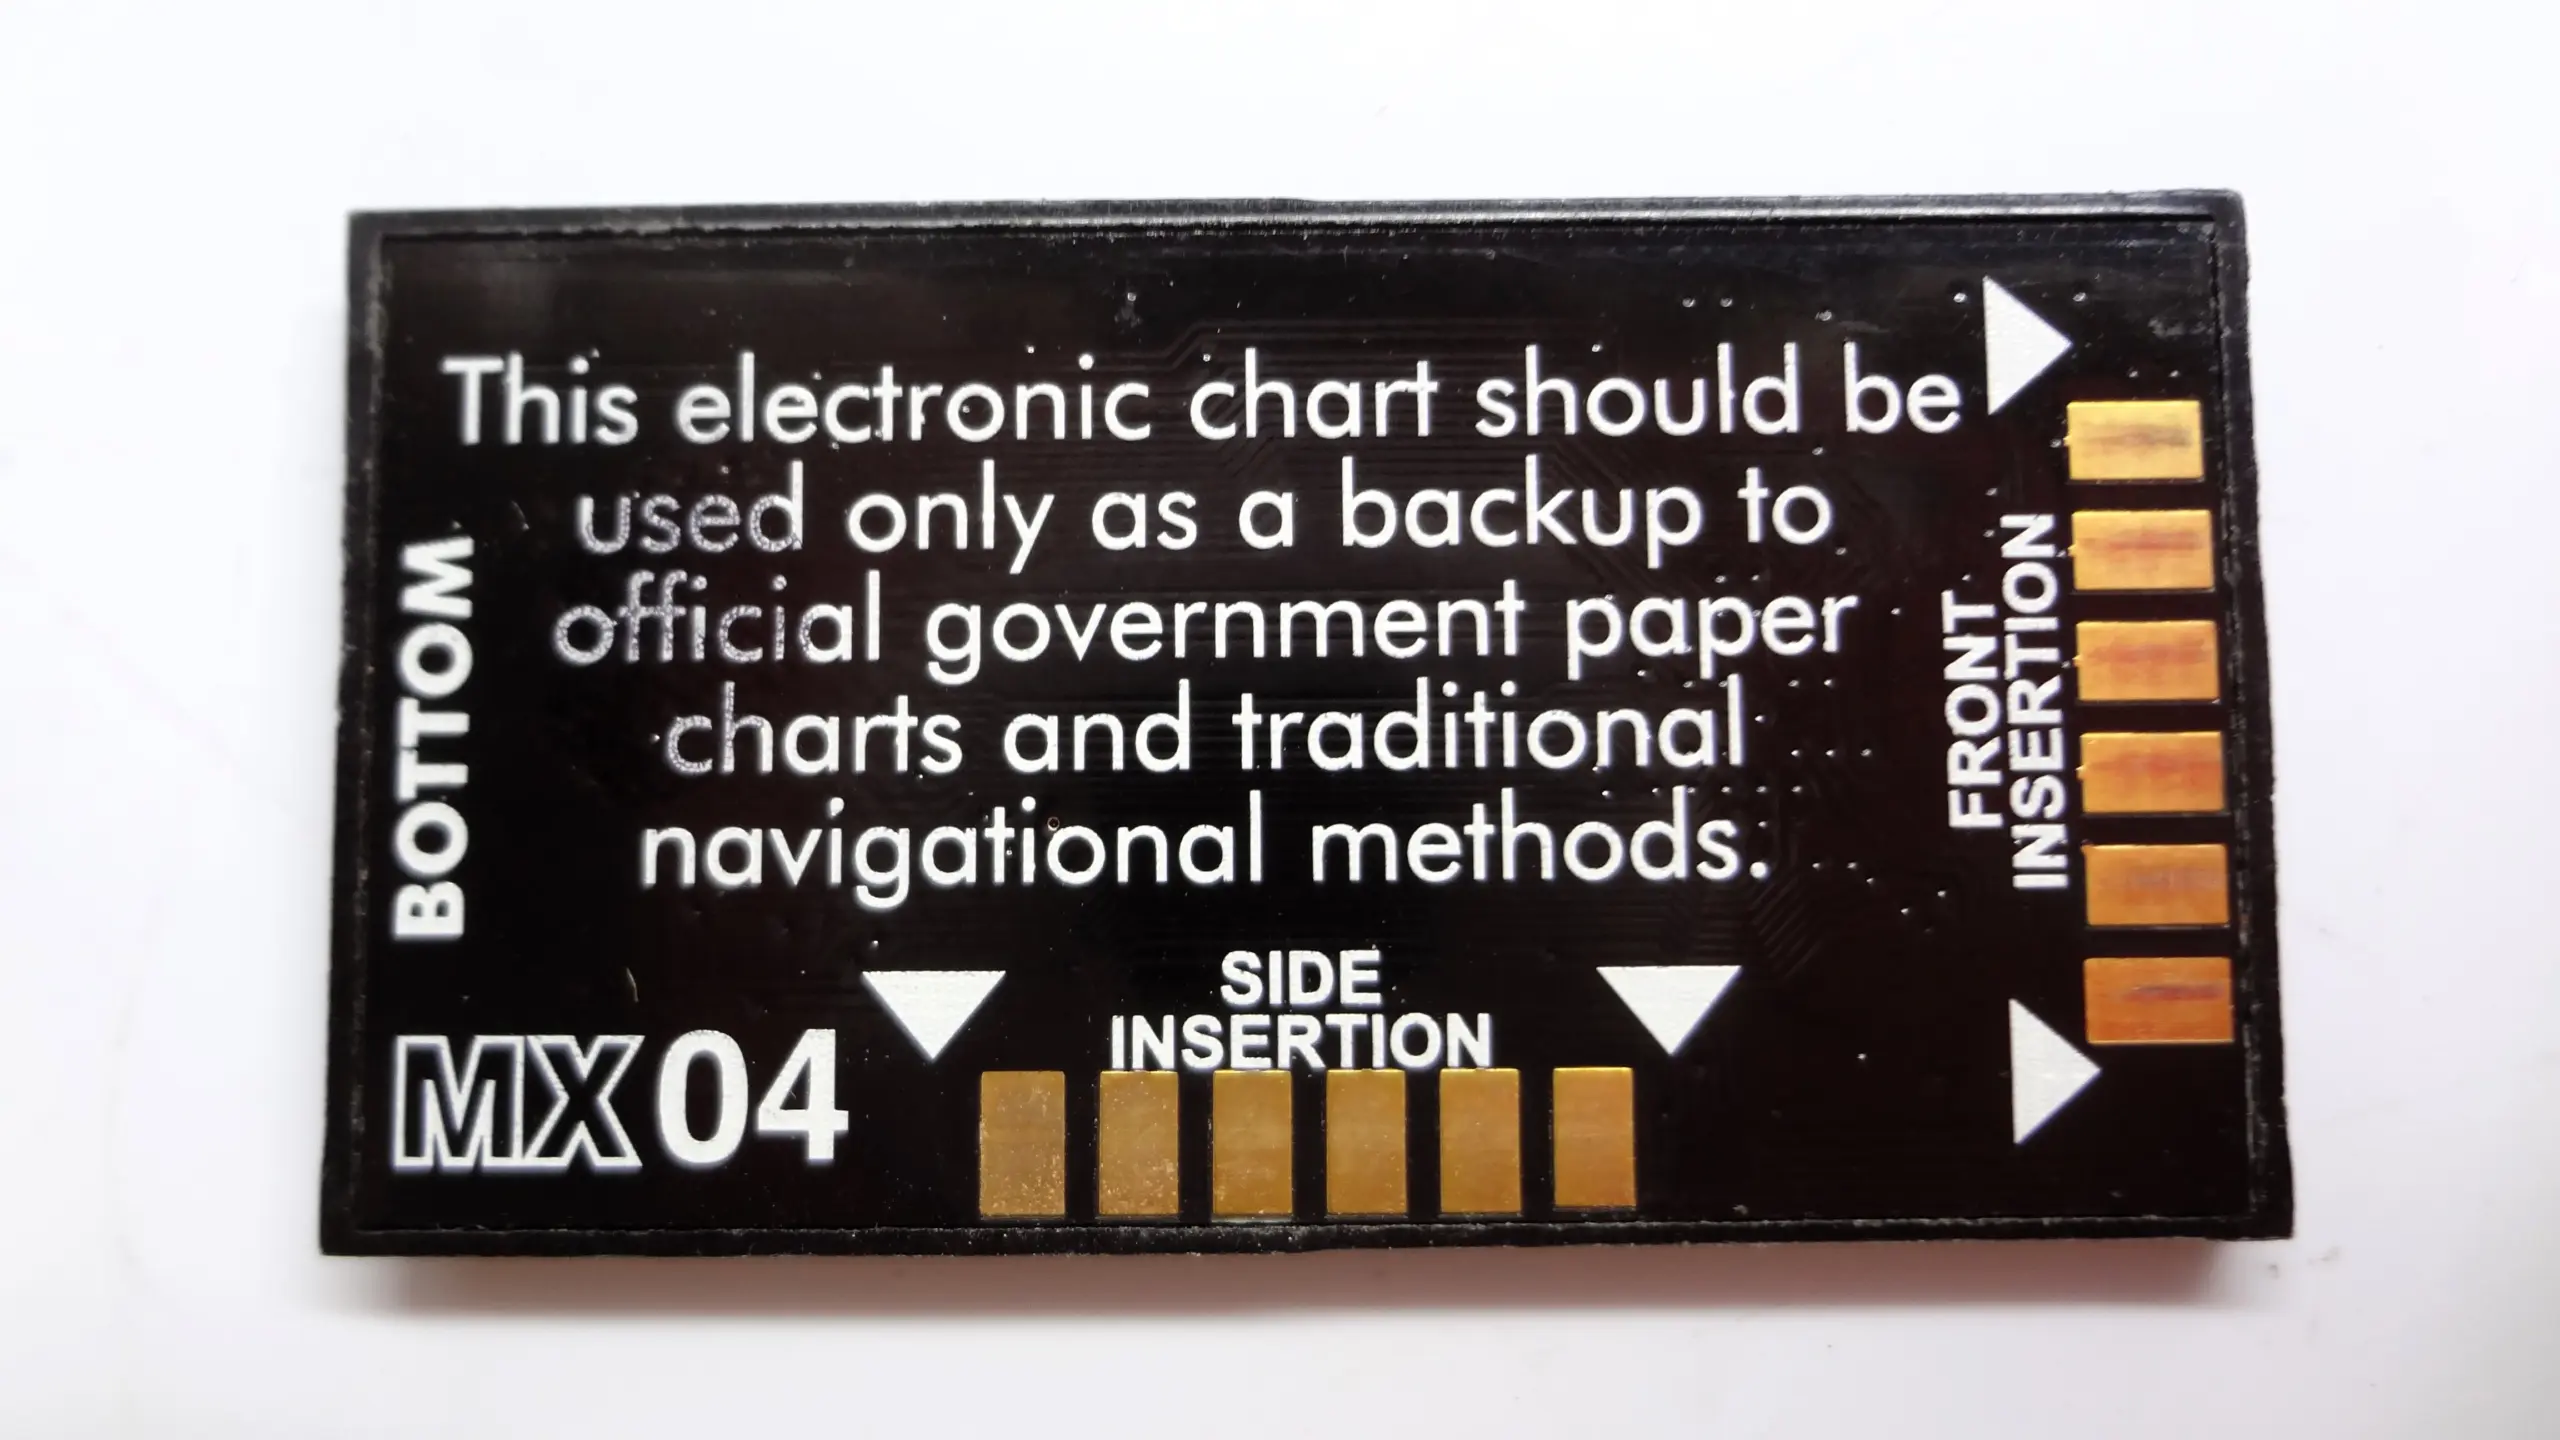 This electronic chart should be
used only as a backup to
official government paper
charts and traditional
navigational methods.
BOTTOM
FRONT
INSERTION
SIDE
INSERTION
MX04